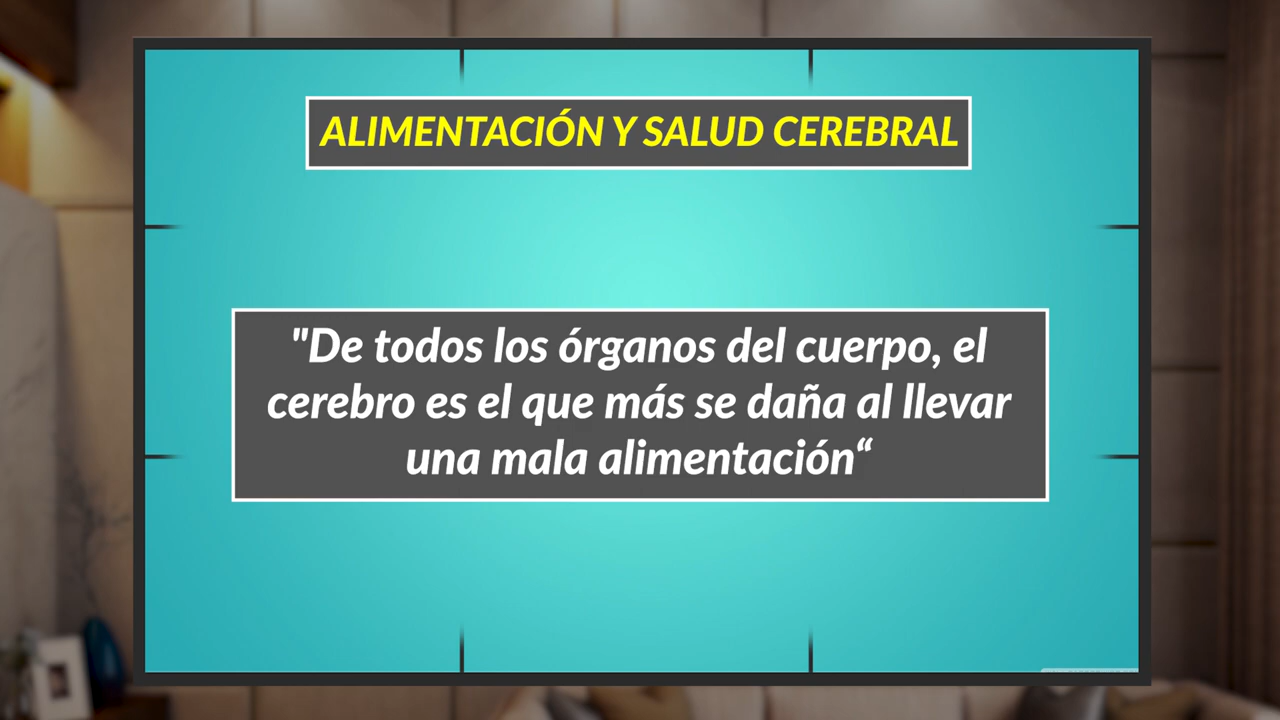 ALIMENTACIÓN Y SALUD CEREBRAL
"De todos los órganos del cuerpo, el
cerebro es el que más se daña al llevar
una mala alimentación“